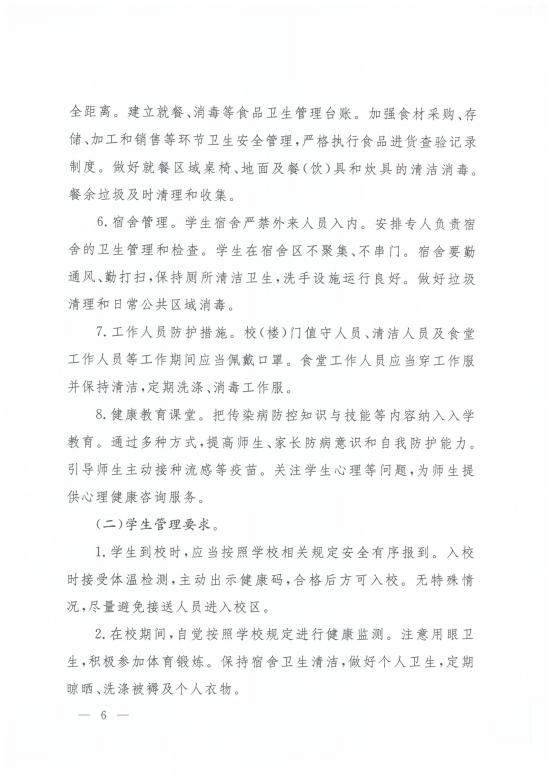 全距离。建立就餐、消毒等食品卫生管理台账。加强食材采购、存
储、加工和销售等环节卫生安全管理,严格执行食品进货查验记录
制度。做好就餐区域桌椅、地面及餐(饮)具和炊具的清洁消毒。
餐余垃圾及时清理和收集。
6.宿舍管理。学生宿舍严禁外来人员入内。安排专人负责宿
舍的卫生管理和检查。学生在宿舍区不聚集、不串门。宿舍要勤
通风、勤打扫,保持厕所清洁卫生,洗手设施运行良好。做好垃圾
清理和日常公共区域消毒。
7.工作人员防护措施。校(楼)门值守人员、清洁人员及食堂
工作人员等工作期间应当佩戴口罩。食堂工作人员应当穿工作服
并保持清洁,定期洗涤、消毒工作服。
8.健康教育课堂。把传染病防控知识与技能等内容纳入入学
教育。通过多种方式,提高师生、家长防病意识和自我防护能力。
引导师生主动接种流感等疫苗。关注学生心理等问题,为师生提
供心理健康咨询服务。
(二)学生管理要求。
1.学生到校时,应当按照学校相关规定安全有序报到。入校
时接受体温检测,主动出示健康码,合格后方可入校。无特殊情
况,尽量避免接送人员进入校区。
2.在校期间,自觉按照学校规定进行健康监测。注意用眼卫
生,积极参加体育锻炼。保持宿舍卫生清洁,做好个人卫生,定期
晾晒、洗涤被褥及个人衣物。
— 6 —